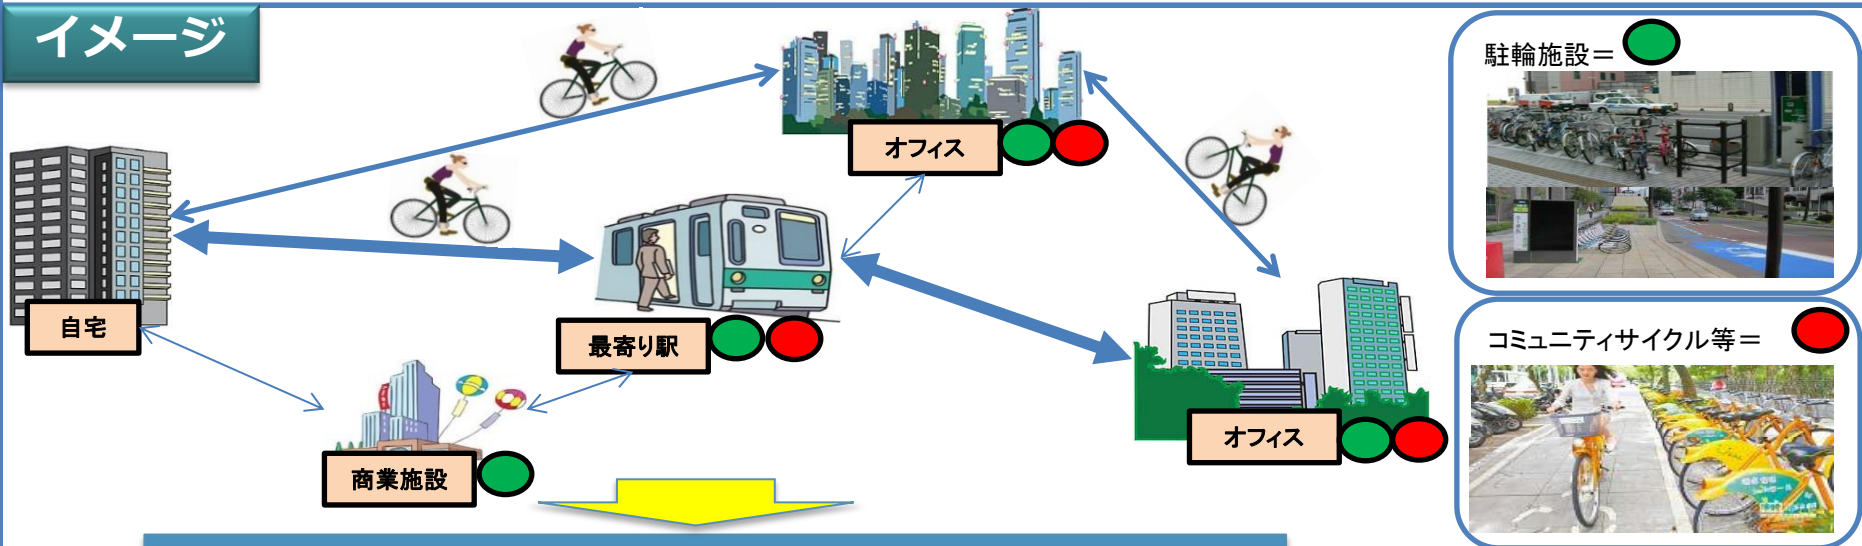 イメージ
駐輪施設＝
オフィス
自宅
最寄り駅
コミュニティサイクル等＝
オフィス
商業施設